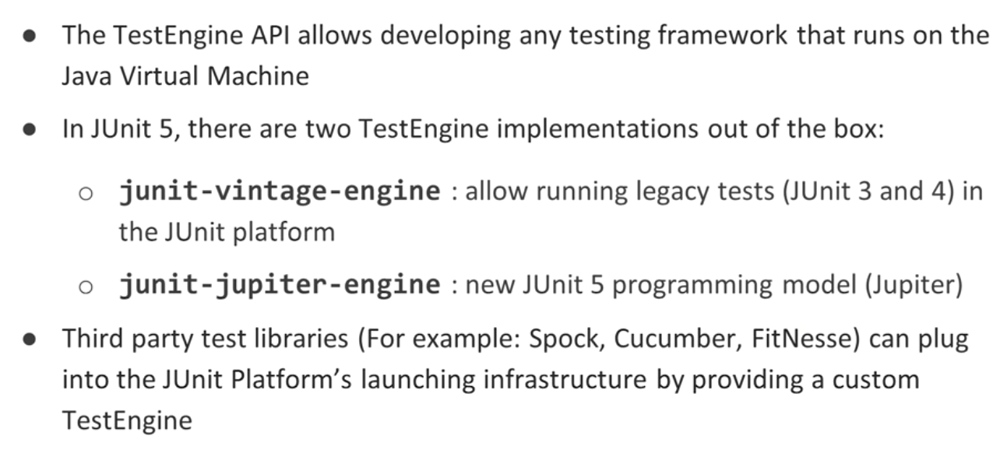 ● The TestEngine API allows developing any testing framework that runs on the
Java Virtual Machine
● In JUnit 5, there are two TestEngine implementations out of the box:
○ junit-vintage-engine : allow running legacy tests (JUnit 3 and 4) in
the JUnit platform
○ junit-jupiter-engine : new JUnit 5 programming model (Jupiter)
● Third party test libraries (For example: Spock, Cucumber, FitNesse) can plug
into the JUnit Platform’s launching infrastructure by providing a custom
TestEngine